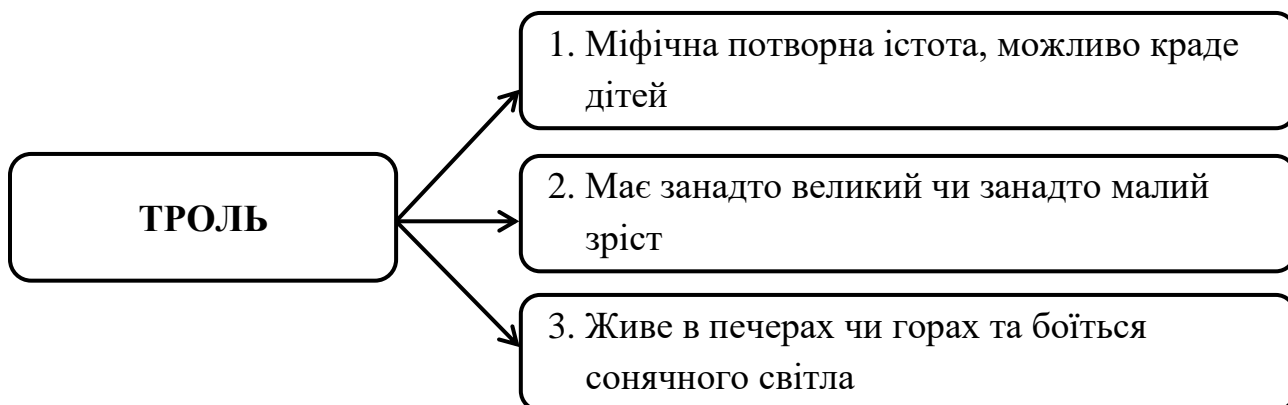 ТРОЛЬ
1. Міфічна потворна істота, можливо краде
дітей
2. Має занадто великий чи занадто малий
зріст
3. Живе в печерах чи горах та боїться
сонячного світла